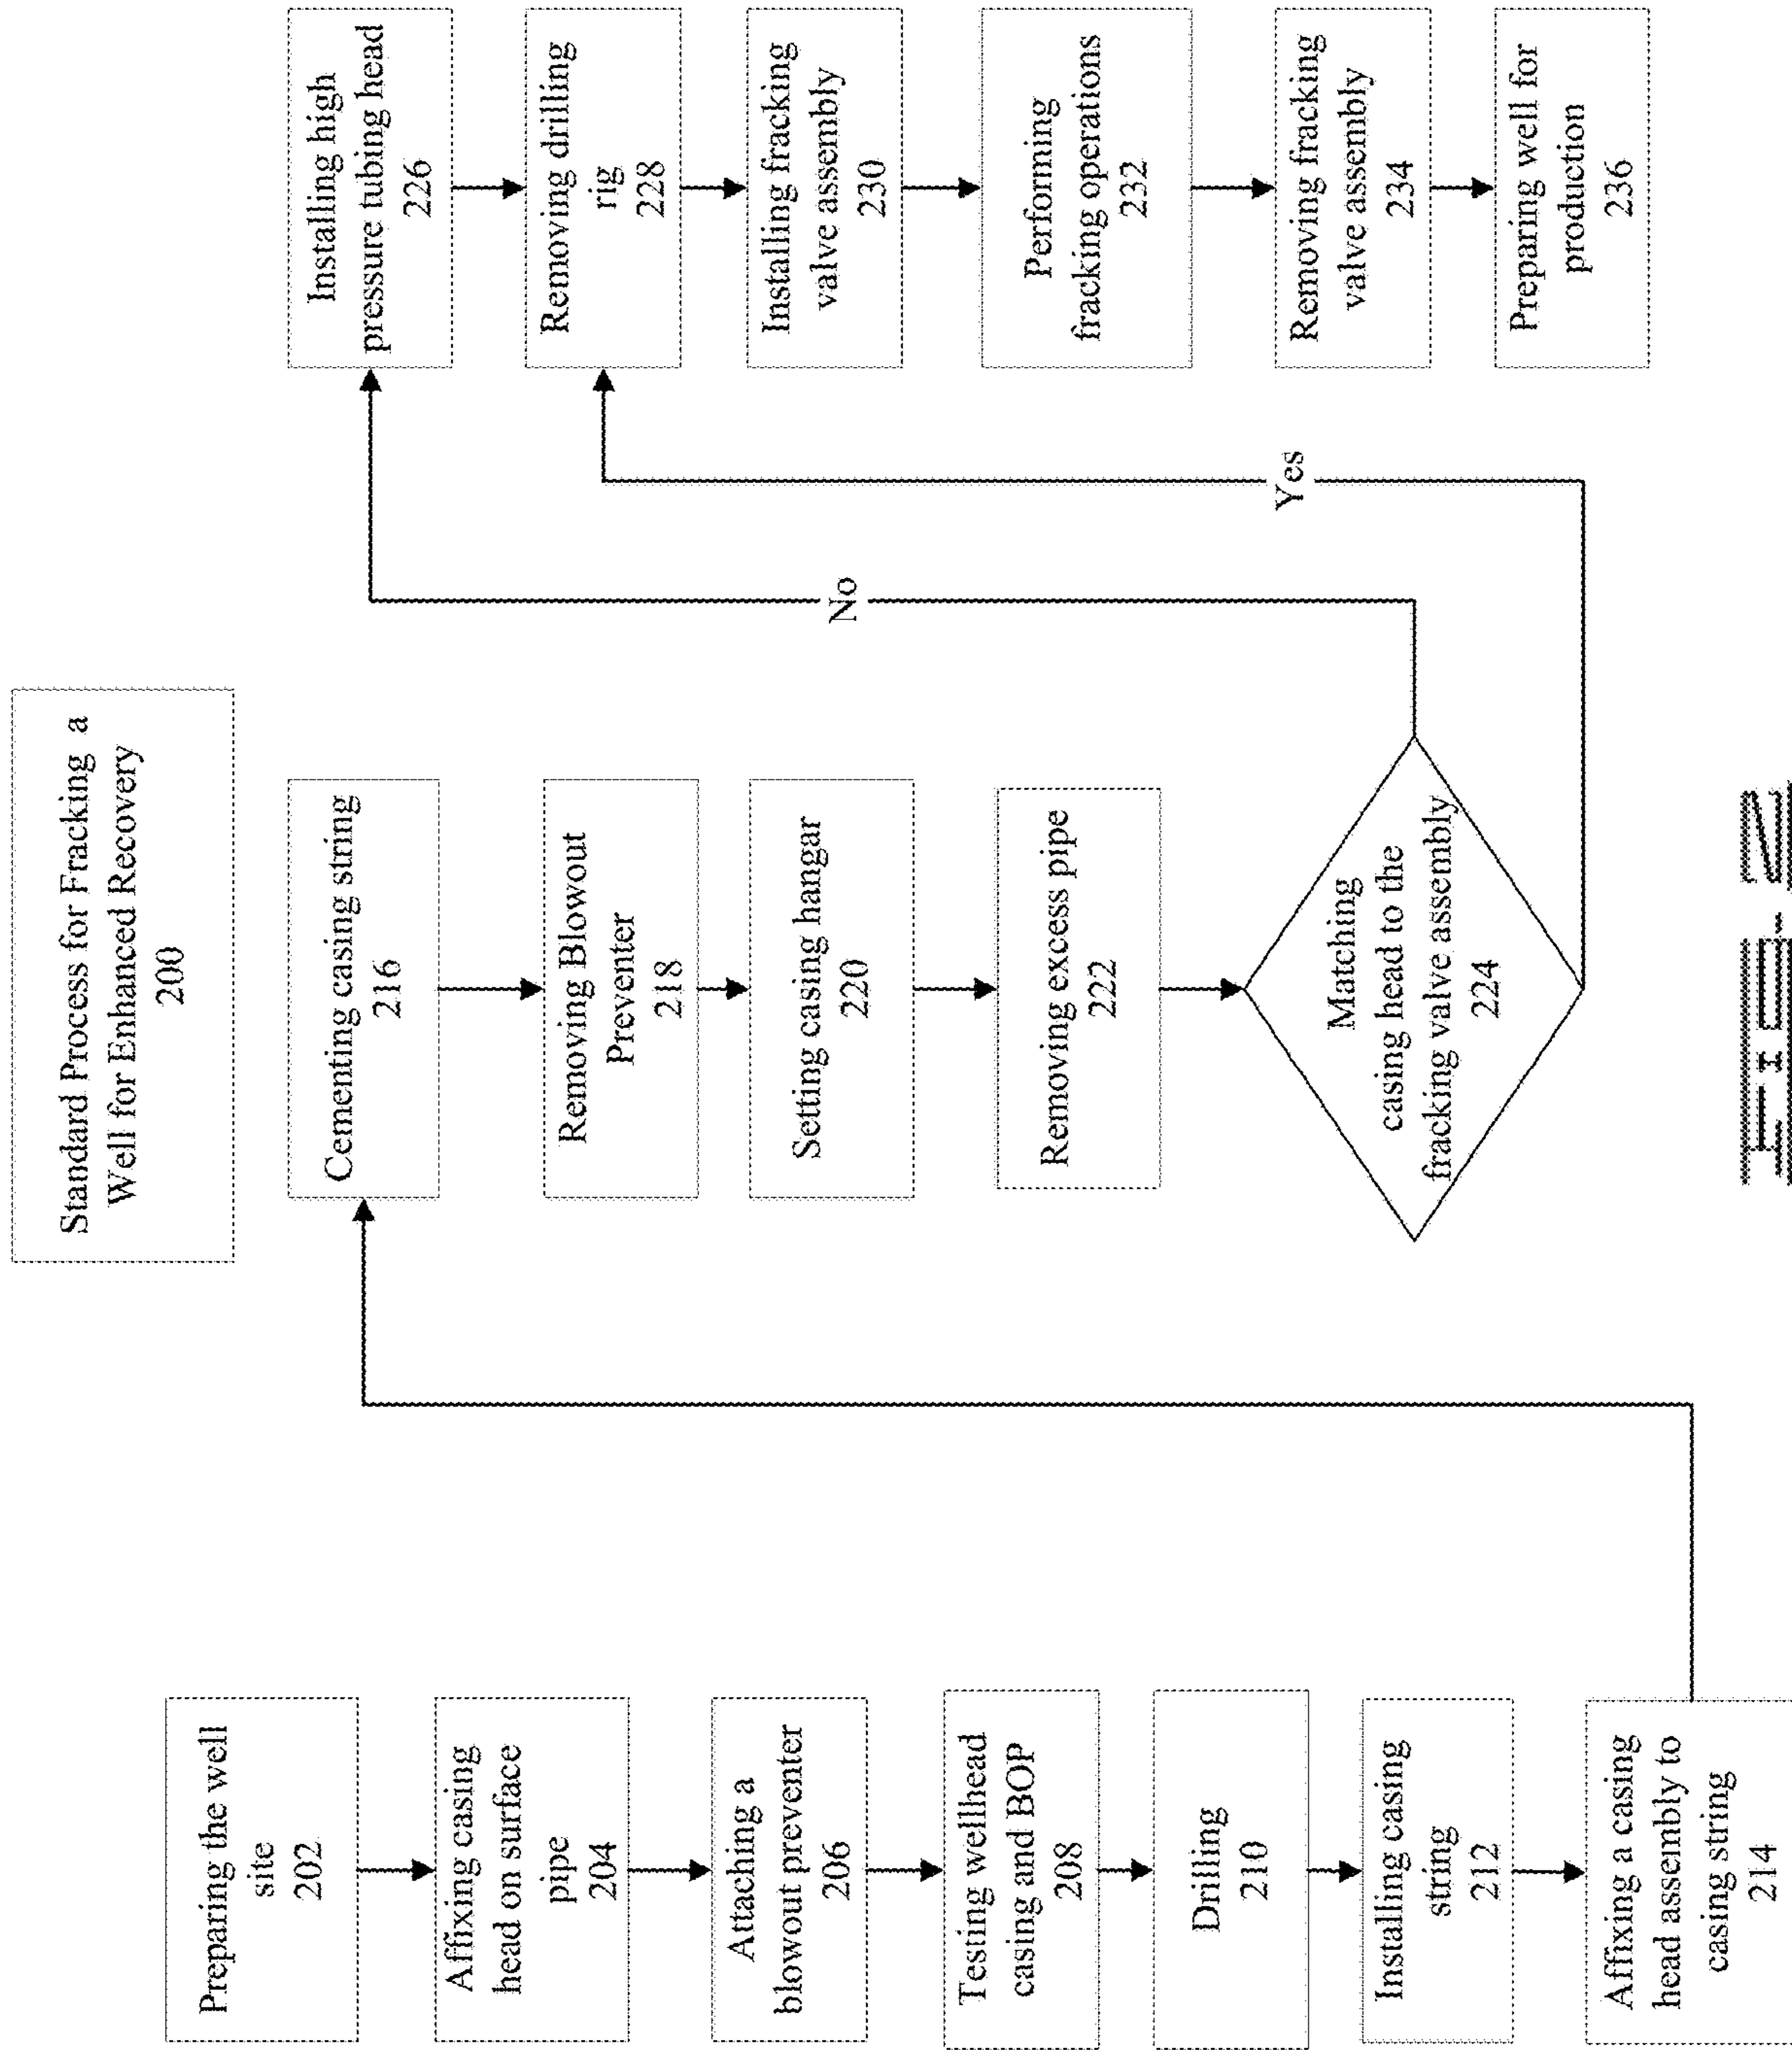 Standard Process for Fracking a
Well for Enhanced Recovery
200
Preparing the well
site
202
Affixing casing
head on surface
pipe
204
Attaching a
blowout preventer
206
Testing wellhead
casing and BOP
208
Drilling
210
Installing casing
string
212
Affixing a casing
head assembly to
casing string
214
Cementing casing string
216
Removing Blowout
Preventer
218
Setting casing hangar
220
Removing excess pipe
222
Matching
casing head to the
fracking valve assembly
224
No
Yes
Installing high
pressure tubing head
226
Removing drilling
rig
228
Installing fracking
valve assembly
230
Performing
fracking operations
232
Removing fracking
valve assembly
234
Preparing well for
production
236